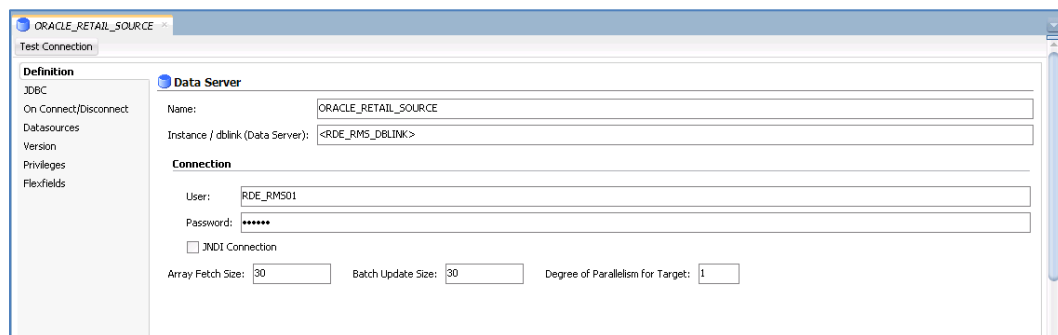 ORACLE_RETAIL_SOURCE
Test Connection
Definition
JDBC
On Connect/Disconnect
Datasources
Version
Privileges
Flexfields
Data Server
Name: ORACLE_RETAIL_SOURCE
Instance / dblink (Data Server): <RDE_RMS_DBLINK>
Connection
User: RDE_RMS01
Password: ••••••
JNDI Connection
Array Fetch Size: 30 Batch Update Size: 30 Degree of Parallelism for Target: 1